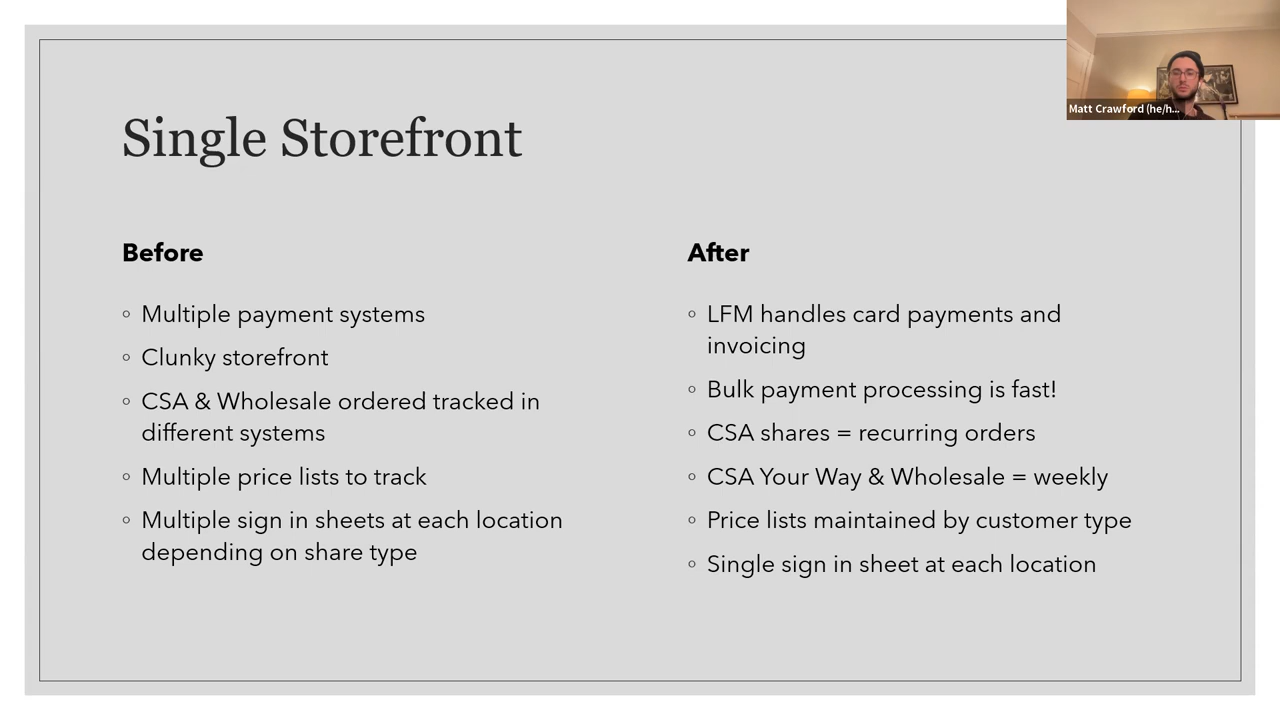 Matt Crawford (he/h...
Single Storefront
Before
◦ Multiple payment systems
◦ Clunky storefront
◦ CSA & Wholesale ordered tracked in
different systems
◦ Multiple price lists to track
◦ Multiple sign in sheets at each location
depending on share type
After
◦ LFM handles card payments and
invoicing
◦ Bulk payment processing is fast!
◦ CSA shares = recurring orders
◦ CSA Your Way & Wholesale = weekly
◦ Price lists maintained by customer type
◦ Single sign in sheet at each location